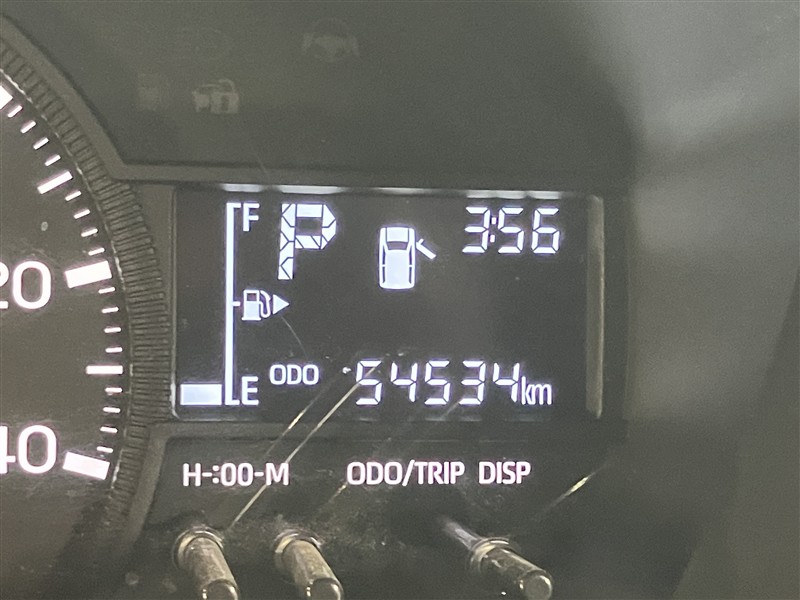 F P 3:56
20
ODO 54534km
E
40
H-:00-M ODO/TRIP DISP